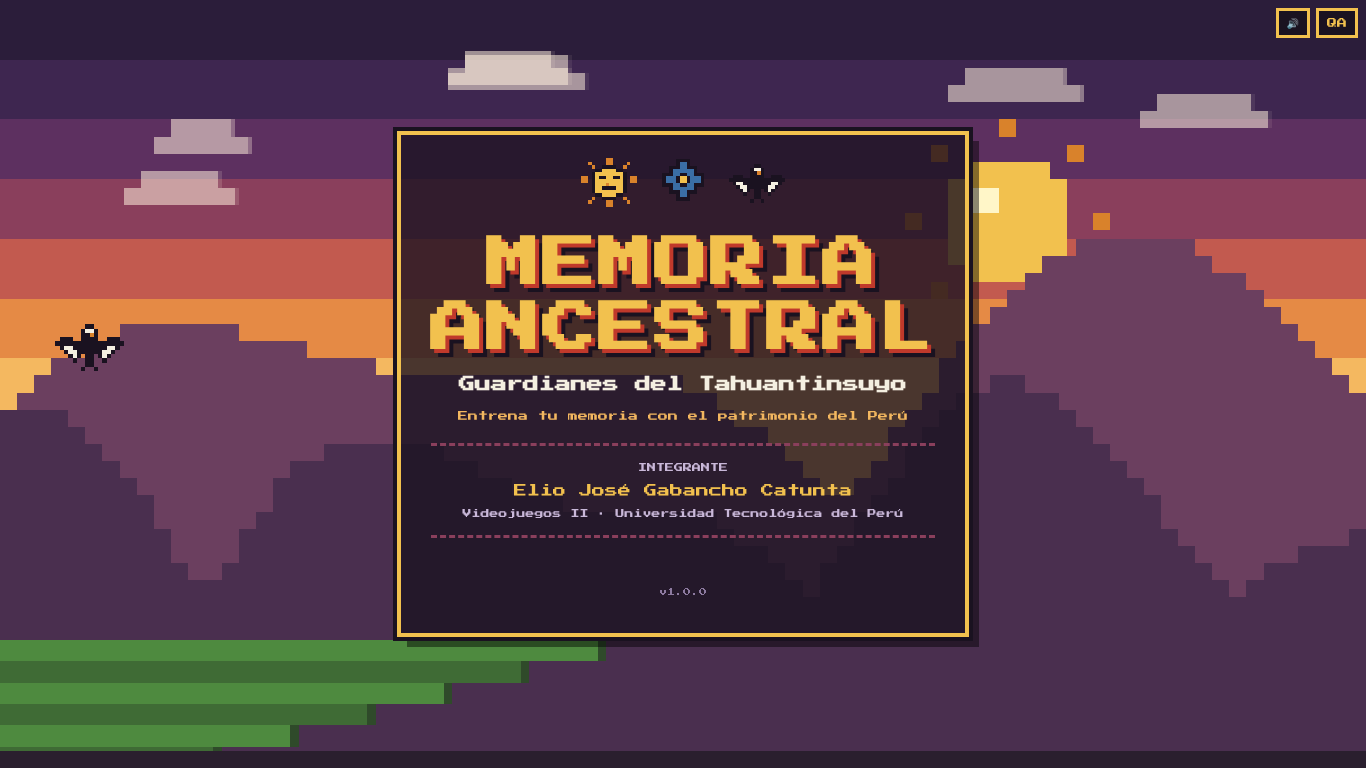 QA
MEMORIA
ANCESTRAL
Guardianes del Tahuantinsuyo
Entrena tu memoria con el patrimonio del Perú
INTEGRANTE
Elio José Gabancho Catunta
Videojuegos II · Universidad Tecnológica del Perú
v1.0.0